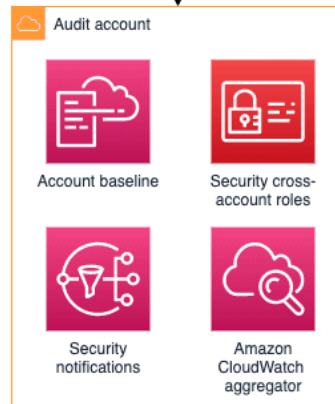 Audit account
Account baseline
Security cross-
account roles
Security
notifications
Amazon
CloudWatch
aggregator